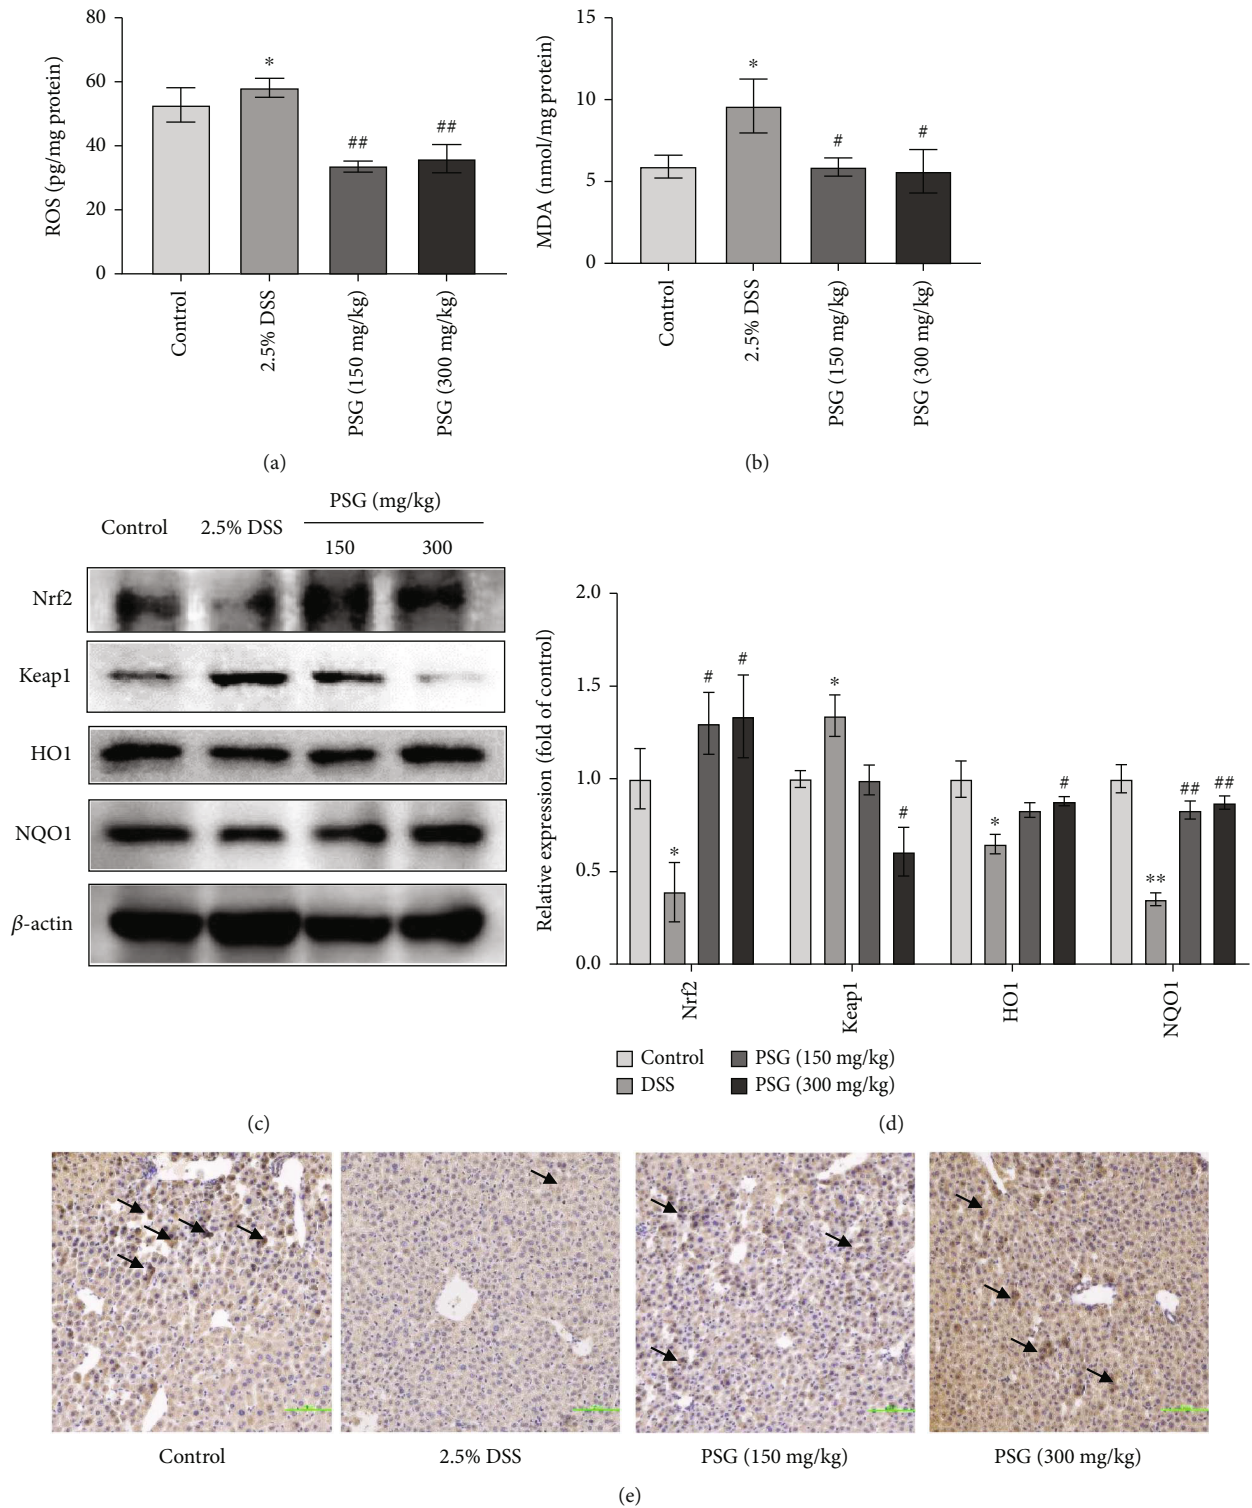 80
60
40
20
0
ROS (pg/mg protein)
*
##
##
Control
2.5% DSS
PSG (150 mg/kg)
PSG (300 mg/kg)
(a)
15
10
5
0
MDA (nmol/mg protein)
*
#
#
Control
2.5% DSS
PSG (150 mg/kg)
PSG (300 mg/kg)
(b)
PSG (mg/kg)
Control 2.5% DSS
150 300
Nrf2
Keap1
HO1
NQO1
β-actin
(c)
2.0
1.5
1.0
0.5
0.0
Relative expression (fold of control)
*
#
#
*
#
*
#
**
##
##
Nrf2
Keap1
HO1
NQO1
Control PSG (150 mg/kg)
DSS PSG (300 mg/kg)
(d)
Control 2.5% DSS PSG (150 mg/kg) PSG (300 mg/kg)
(e)